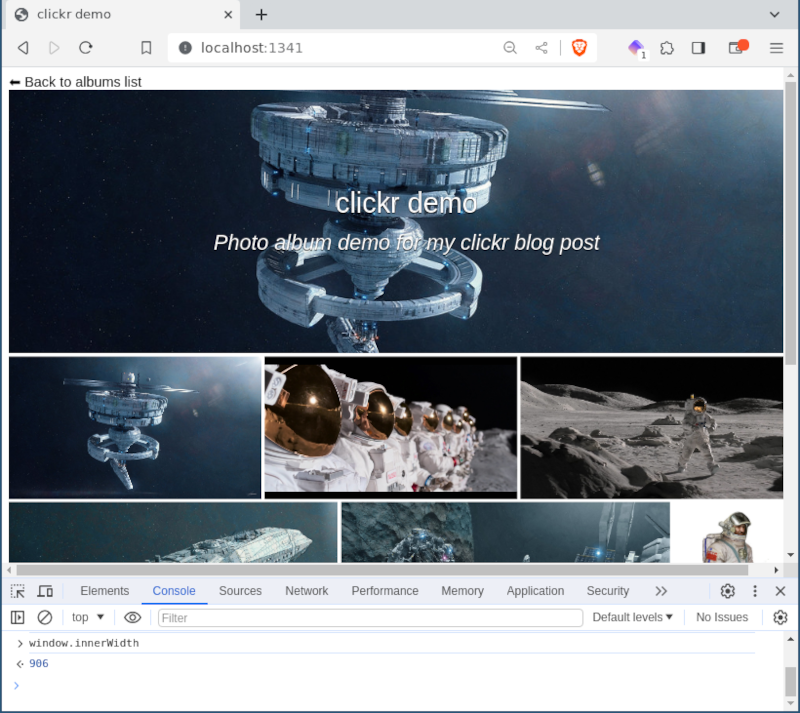 clickr demo
localhost:1341
1
⬅ Back to albums list
clickr demo
Photo album demo for my clickr blog post
Elements Console Sources Network Performance Memory Application Security
top Filter Default levels No Issues
window.innerWidth
906